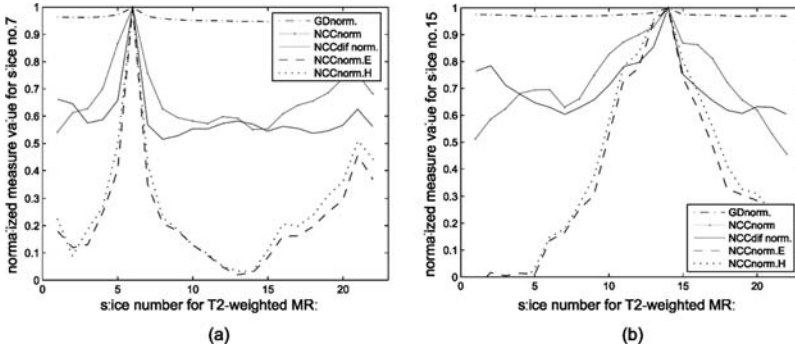 normalized measure value for slice no.7
1
0.9
0.8
0.7
0.6
0.5
0.4
0.3
0.2
0.1
0
GDnorm.
NCCnorm
NCCdif norm.
NCCnorm.E
NCCnorm.H
0 5 10 15 20
s:ice number for T2-weighted MR:
(a)
normalized measure value for slice no.15
1
0.9
0.8
0.7
0.6
0.5
0.4
0.3
0.2
0.1
0
GDnorm.
NCCnorm
NCCdif norm.
NCCnorm.E
NCCnorm.H
0 5 10 15 20
s:ice number for T2-weighted MR:
(b)